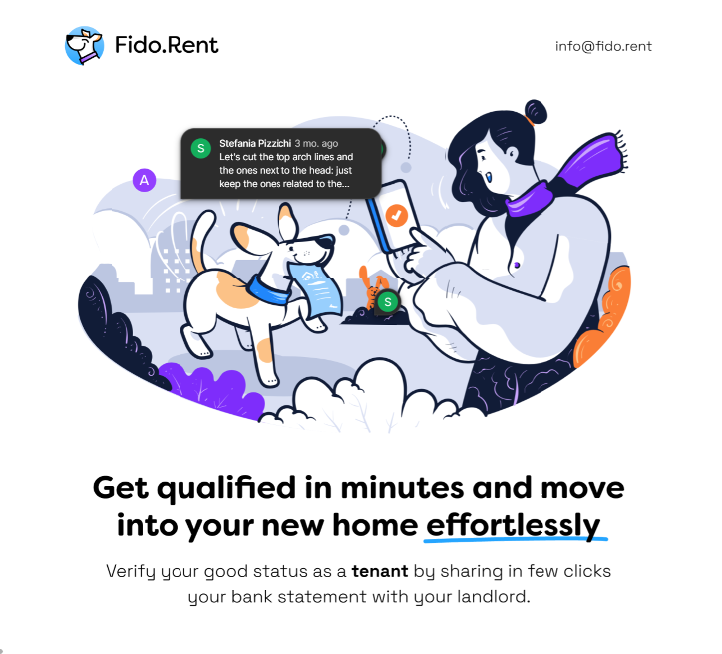 Fido.Rent
info@fido.rent
S
Stefania Pizzichi 3 mo. ago
Let's cut the top arch lines and
the ones next to the head: just
keep the ones related to the...
A
S
Get qualified in minutes and move
into your new home effortlessly
Verify your good status as a tenant by sharing in few clicks
your bank statement with your landlord.